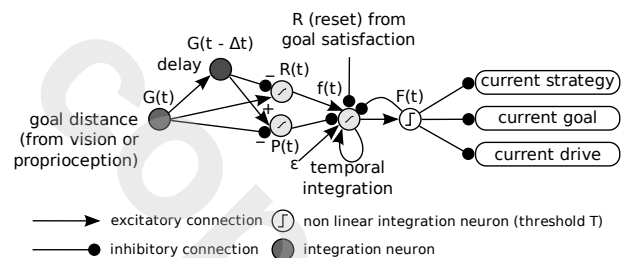 R (reset) from
goal satisfaction
G(t - Δt)
delay
− R(t)
f(t)
F(t)
current strategy
G(t)
goal distance
(from vision or
proprioception)
+
current goal
− P(t)
ε
temporal
integration
current drive
excitatory connection
non linear integration neuron (threshold T)
inhibitory connection
integration neuron